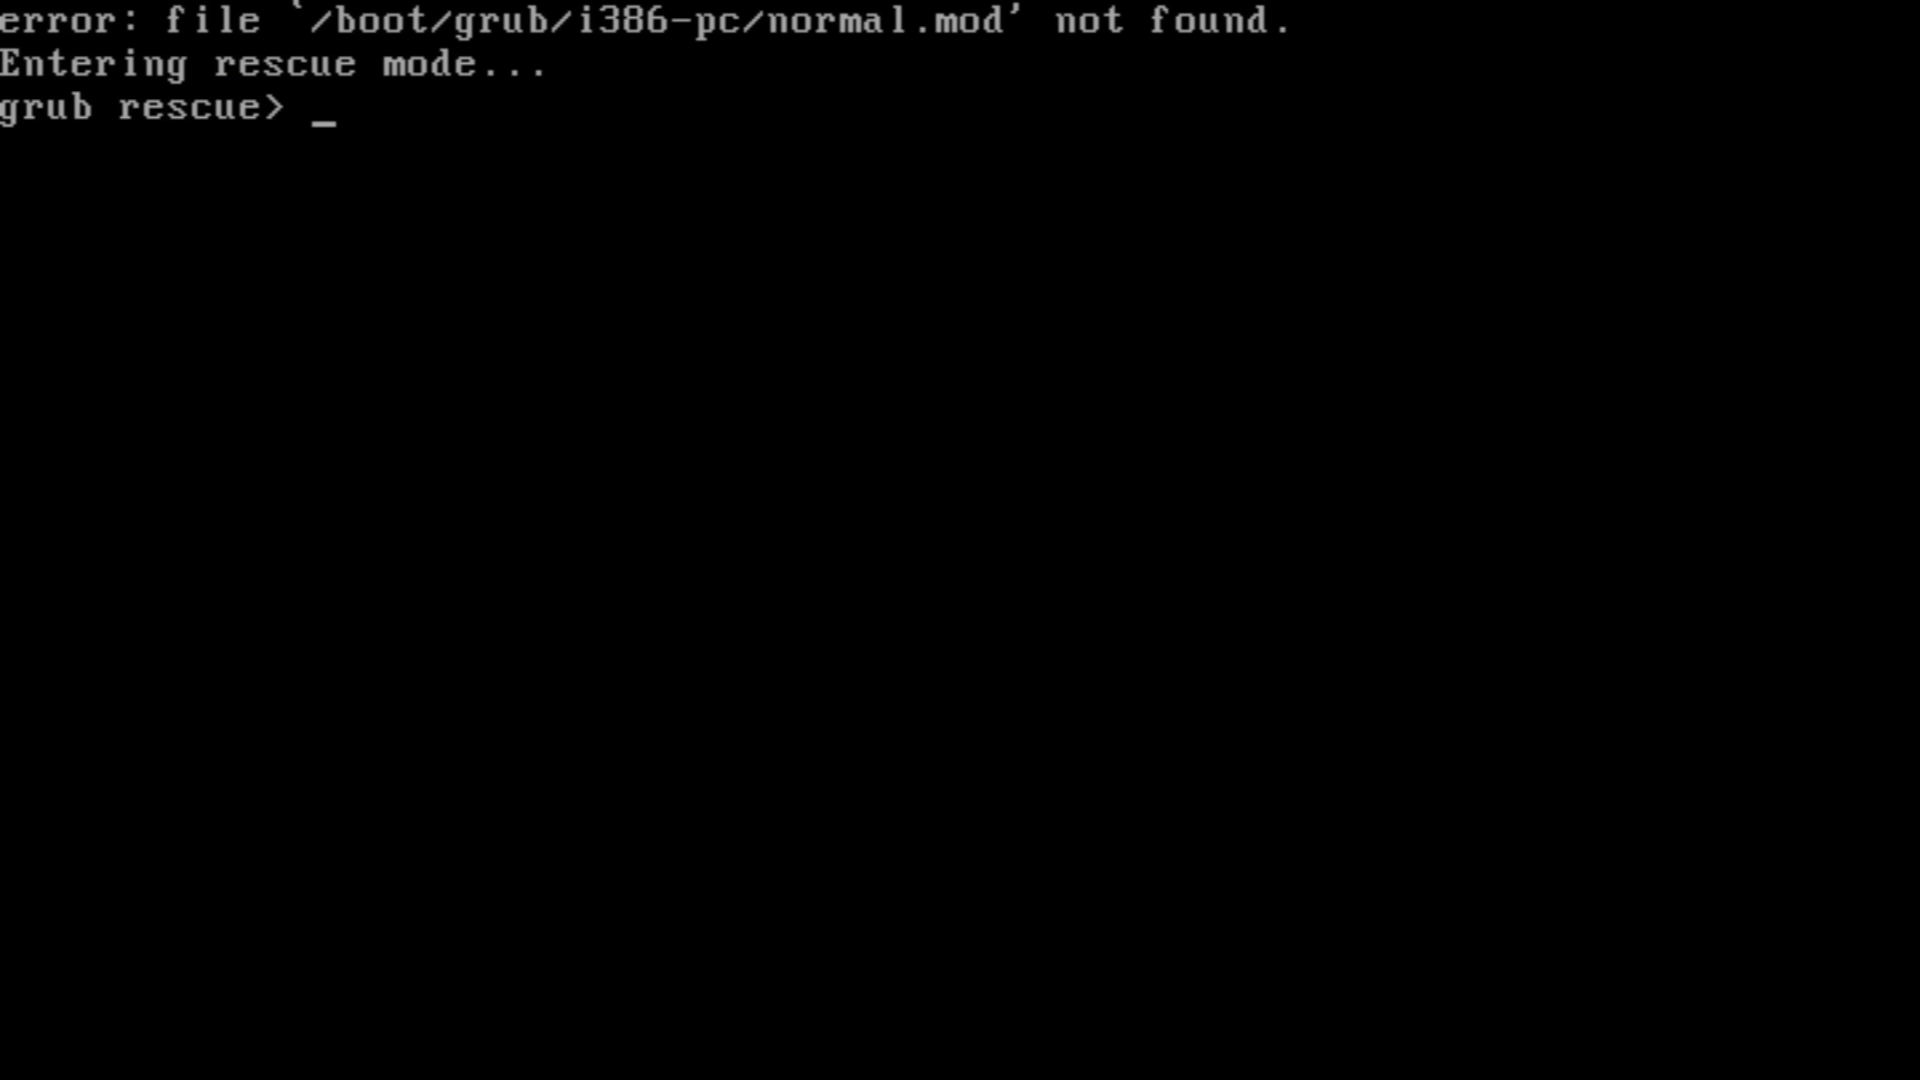 error: file `/boot/grub/i386-pc/normal.mod' not found.
Entering rescue mode...
grub rescue> _